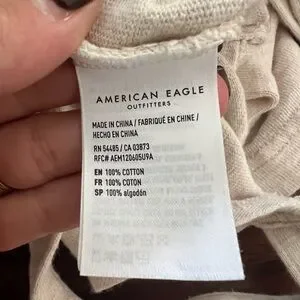 AMERICAN EAGLE
OUTFITTERS
MADE IN CHINA / FABRIQUÉ EN CHINE /
HECHO EN CHINA
RN 54485 / CA 03873
RFC# AEM120605U9A
EN 100% COTTON
FR 100% COTON
SP 100% algodón